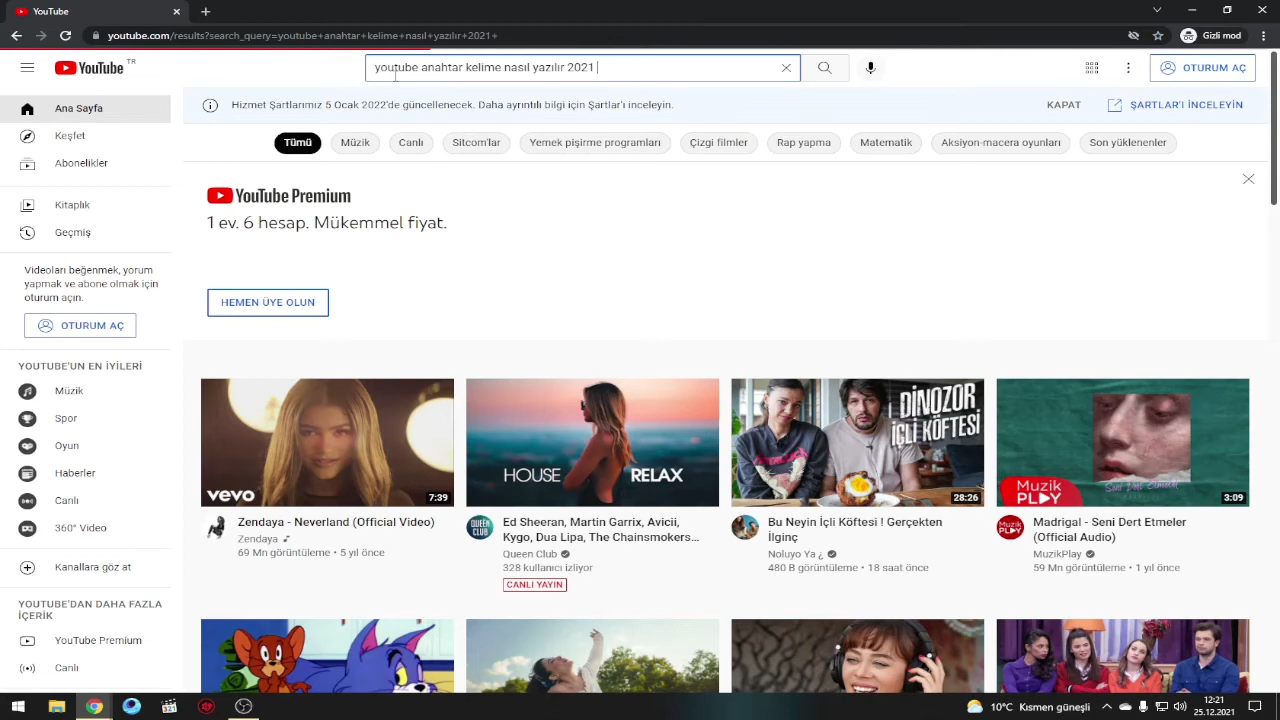 YouTube
youtube.com/results?search_query=youtube+anahtar+kelime+nasıl+yazılır+2021+
Gizli mod
YouTube TR
youtube anahtar kelime nasıl yazılır 2021
OTURUM AÇ
Ana Sayfa
Keşfet
Abonelikler
Kitaplık
Geçmiş
Videoları beğenmek, yorum
yapmak ve abone olmak için
oturum açın.
OTURUM AÇ
YOUTUBE'UN EN İYİLERİ
Müzik
Spor
Oyun
Haberler
Canlı
360° Video
Kanallara göz at
YOUTUBE'DAN DAHA FAZLA
İÇERİK
YouTube Premium
Canlı
Hizmet Şartlarımız 5 Ocak 2022'de güncellenecek. Daha ayrıntılı bilgi için Şartlar'ı inceleyin.
KAPAT
ŞARTLAR'I İNCELEYİN
Tümü
Müzik
Canlı
Sitcom'lar
Yemek pişirme programları
Çizgi filmler
Rap yapma
Matematik
Aksiyon-macera oyunları
Son yüklenenler
YouTube Premium
1 ev. 6 hesap. Mükemmel fiyat.
HEMEN ÜYE OLUN
vevo
7:39
Zendaya - Neverland (Official Video)
Zendaya
69 Mn görüntüleme • 5 yıl önce
HOUSE RELAX
QUEEN
CLUB
Ed Sheeran, Martin Garrix, Avicii,
Kygo, Dua Lipa, The Chainsmokers...
Queen Club
328 kullanıcı izliyor
CANLI YAYIN
DİNOZOR
İÇLİ KÖFTESİ
28:26
Bu Neyin İçli Köftesi ! Gerçekten
İlginç
Noluyo Ya ¿
480 B görüntüleme • 18 saat önce
Seni Dert Etmeler
Muzik
PLAY
3:09
Muzik
PLAY
Madrigal - Seni Dert Etmeler
(Official Audio)
MuzikPlay
59 Mn görüntüleme • 1 yıl önce
321
10°C Kısmen güneşli
12:21
25.12.2021